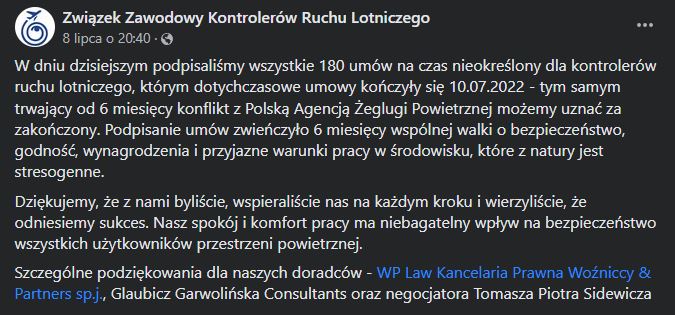 Związek Zawodowy Kontrolerów Ruchu Lotniczego
8 lipca o 20:40 ·
W dniu dzisiejszym podpisaliśmy wszystkie 180 umów na czas nieokreślony dla kontrolerów
ruchu lotniczego, którym dotychczasowe umowy kończyły się 10.07.2022 - tym samym
trwający od 6 miesięcy konflikt z Polską Agencją Żeglugi Powietrznej możemy uznać za
zakończony. Podpisanie umów zwieńczyło 6 miesięcy wspólnej walki o bezpieczeństwo,
godność, wynagrodzenia i przyjazne warunki pracy w środowisku, które z natury jest
stresogenne.
Dziękujemy, że z nami byliście, wspieraliście nas na każdym kroku i wierzyliście, że
odniesiemy sukces. Nasz spokój i komfort pracy ma niebagatelny wpływ na bezpieczeństwo
wszystkich użytkowników przestrzeni powietrznej.
Szczególne podziękowania dla naszych doradców - WP Law Kancelaria Prawna Woźniccy &
Partners sp.j., Glaubicz Garwolińska Consultants oraz negocjatora Tomasza Piotra Sidewicza